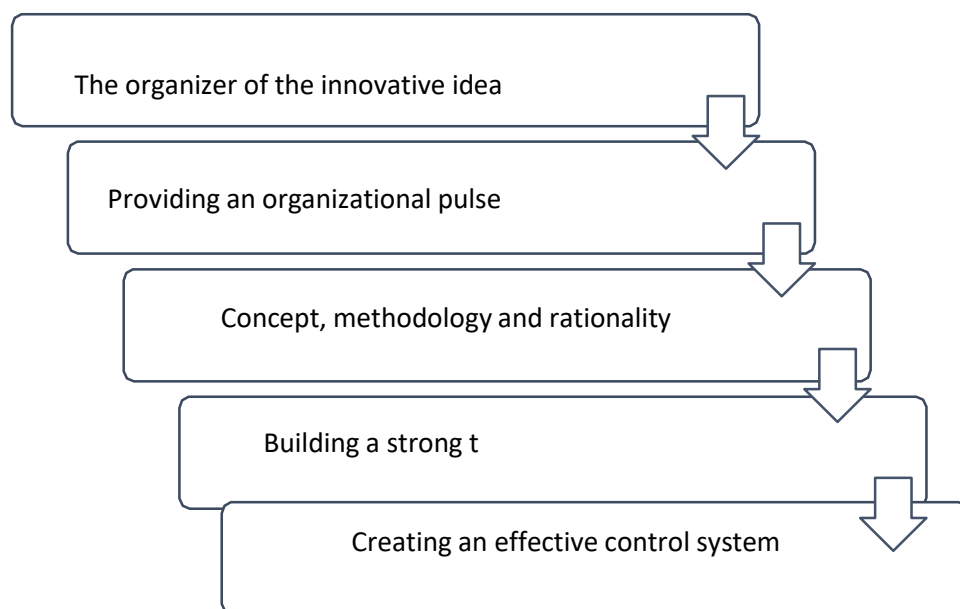 The organizer of the innovative idea
Providing an organizational pulse
Concept, methodology and rationality
Building a strong t
Creating an effective control system